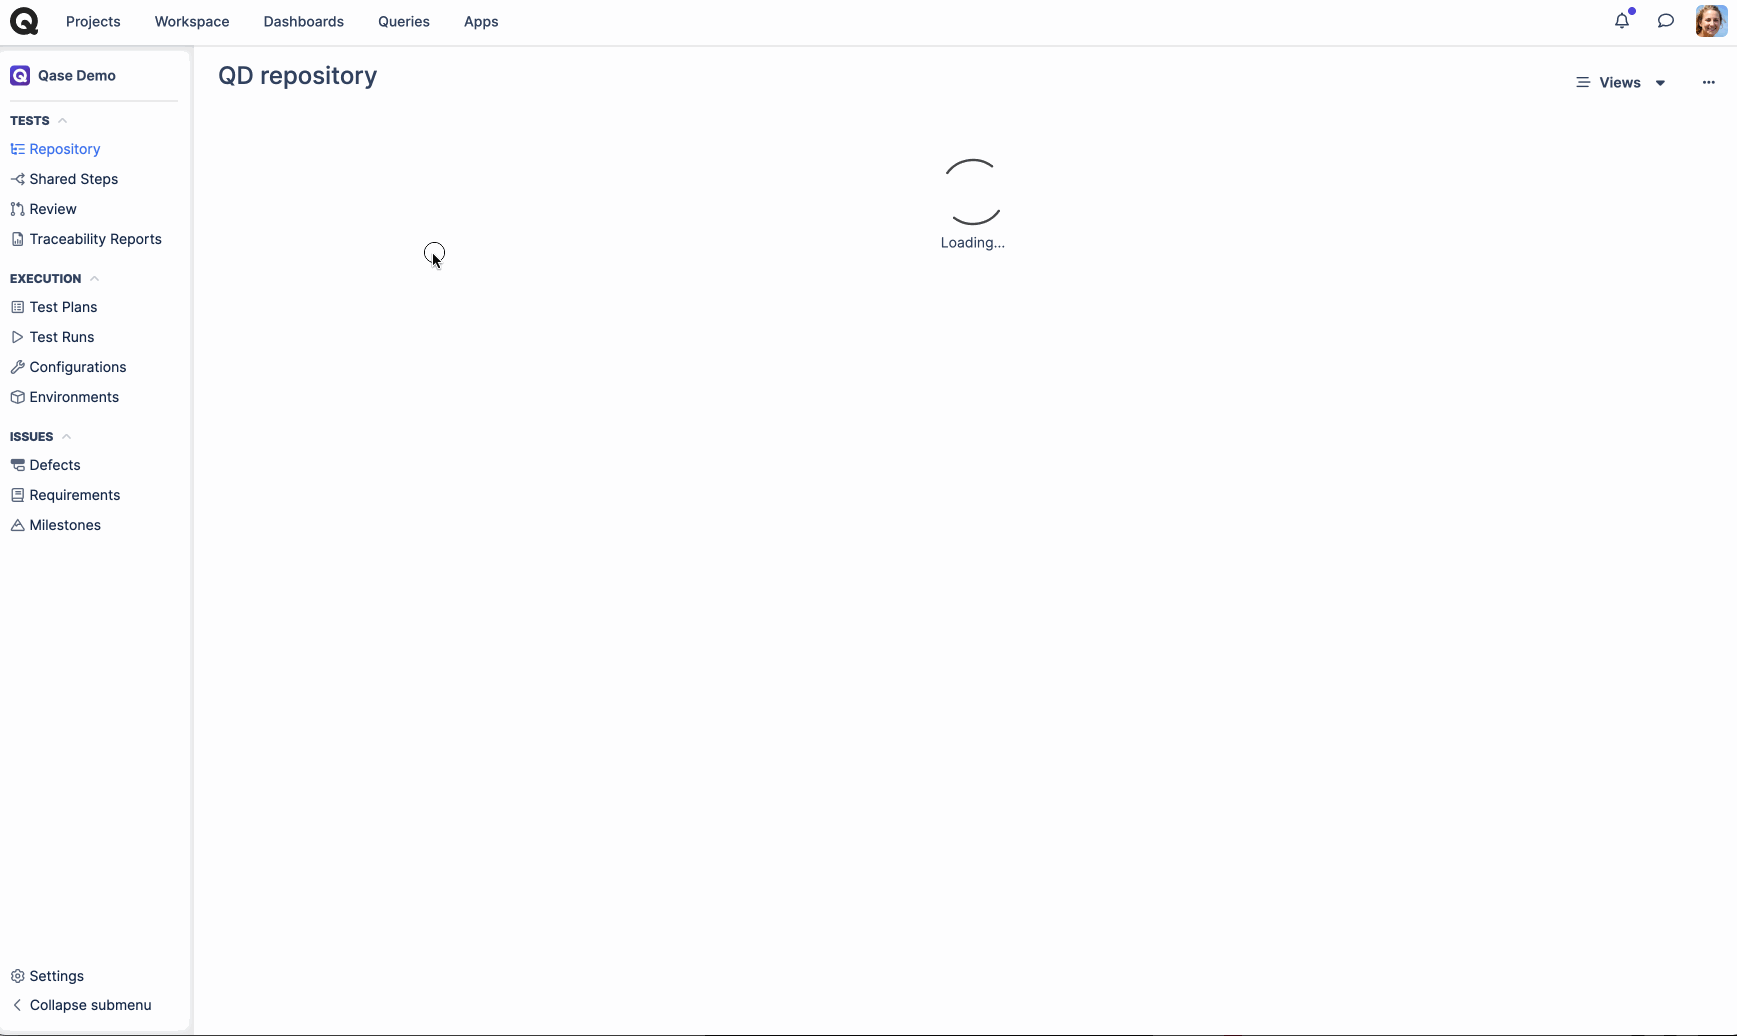 Projects
Workspace
Dashboards
Queries
Apps
Qase Demo
TESTS
Repository
Shared Steps
Review
Traceability Reports
EXECUTION
Test Plans
Test Runs
Configurations
Environments
ISSUES
Defects
Requirements
Milestones
Settings
Collapse submenu
QD repository
Views
Loading...